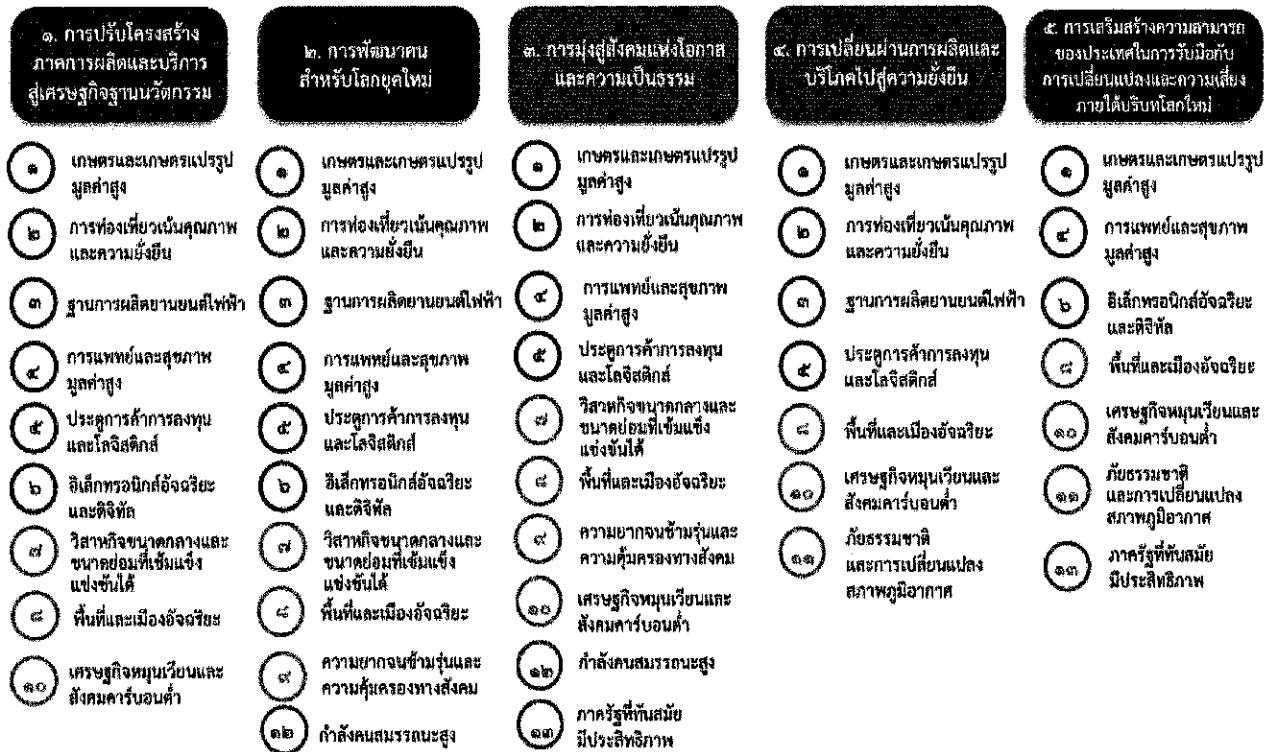 ๑. การปรับโครงสร้าง
ภาคการผลิตและบริการ
สู่เศรษฐกิจฐานนวัตกรรม
๑ เกษตรและเกษตรแปรรูป
มูลค่าสูง
๒ การท่องเที่ยวเน้นคุณภาพ
และความยั่งยืน
๓ ฐานการผลิตยานยนต์ไฟฟ้า
๔ การแพทย์และสุขภาพ
มูลค่าสูง
๕ ประตูการค้าการลงทุน
และโลจิสติกส์
๖ อิเล็กทรอนิกส์อัจฉริยะ
และดิจิทัล
๗ วิสาหกิจขนาดกลางและ
ขนาดย่อมที่เข้มแข็ง
แข่งขันได้
๘ พื้นที่และเมืองอัจฉริยะ
๑๐ เศรษฐกิจหมุนเวียนและ
สังคมคาร์บอนต่ำ
๒. การพัฒนาคน
สำหรับโลกยุคใหม่
๑ เกษตรและเกษตรแปรรูป
มูลค่าสูง
๒ การท่องเที่ยวเน้นคุณภาพ
และความยั่งยืน
๓ ฐานการผลิตยานยนต์ไฟฟ้า
๔ การแพทย์และสุขภาพ
มูลค่าสูง
๕ ประตูการค้าการลงทุน
และโลจิสติกส์
๖ อิเล็กทรอนิกส์อัจฉริยะ
และดิจิทัล
๗ วิสาหกิจขนาดกลางและ
ขนาดย่อมที่เข้มแข็ง
แข่งขันได้
๘ พื้นที่และเมืองอัจฉริยะ
๙ ความยากจนข้ามรุ่นและ
ความคุ้มครองทางสังคม
๑๒ กำลังคนสมรรถนะสูง
๓. การมุ่งสู่สังคมแห่งโอกาส
และความเป็นธรรม
๑ เกษตรและเกษตรแปรรูป
มูลค่าสูง
๒ การท่องเที่ยวเน้นคุณภาพ
และความยั่งยืน
๔ การแพทย์และสุขภาพ
มูลค่าสูง
๕ ประตูการค้าการลงทุน
และโลจิสติกส์
๗ วิสาหกิจขนาดกลางและ
ขนาดย่อมที่เข้มแข็ง
แข่งขันได้
๘ พื้นที่และเมืองอัจฉริยะ
๙ ความยากจนข้ามรุ่นและ
ความคุ้มครองทางสังคม
๑๐ เศรษฐกิจหมุนเวียนและ
สังคมคาร์บอนต่ำ
๑๒ กำลังคนสมรรถนะสูง
๑๓ ภาครัฐที่ทันสมัย
มีประสิทธิภาพ
๔. การเปลี่ยนผ่านการผลิตและ
บริโภคไปสู่ความยั่งยืน
๑ เกษตรและเกษตรแปรรูป
มูลค่าสูง
๒ การท่องเที่ยวเน้นคุณภาพ
และความยั่งยืน
๓ ฐานการผลิตยานยนต์ไฟฟ้า
๕ ประตูการค้าการลงทุน
และโลจิสติกส์
๘ พื้นที่และเมืองอัจฉริยะ
๑๐ เศรษฐกิจหมุนเวียนและ
สังคมคาร์บอนต่ำ
๑๑ ภัยธรรมชาติ
และการเปลี่ยนแปลง
สภาพภูมิอากาศ
๕. การเสริมสร้างความสามารถ
ของประเทศในการรับมือกับ
การเปลี่ยนแปลงและความเสี่ยง
ภายใต้บริบทโลกใหม่
๑ เกษตรและเกษตรแปรรูป
มูลค่าสูง
๔ การแพทย์และสุขภาพ
มูลค่าสูง
๖ อิเล็กทรอนิกส์อัจฉริยะ
และดิจิทัล
๘ พื้นที่และเมืองอัจฉริยะ
๑๐ เศรษฐกิจหมุนเวียนและ
สังคมคาร์บอนต่ำ
๑๑ ภัยธรรมชาติ
และการเปลี่ยนแปลง
สภาพภูมิอากาศ
๑๓ ภาครัฐที่ทันสมัย
มีประสิทธิภาพ